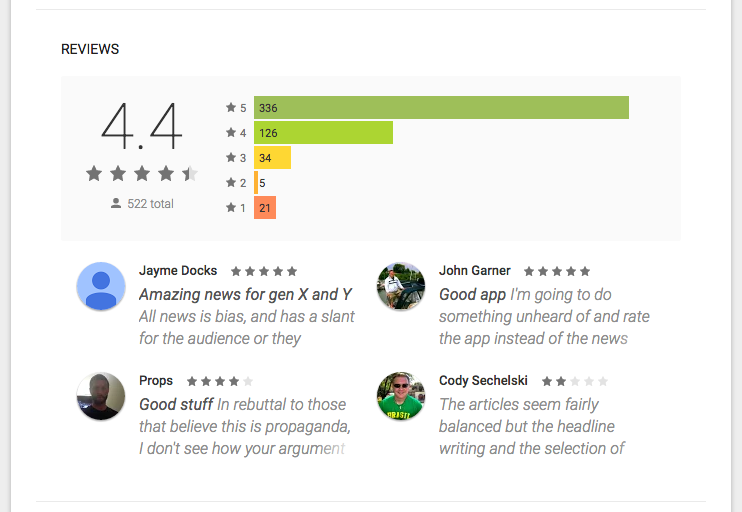 REVIEWS
4.4
522 total
5 336
4 126
3 34
2 5
1 21
Jayme Docks
Amazing news for gen X and Y
All news is bias, and has a slant
for the audience or they
John Garner
Good app I'm going to do
something unheard of and rate
the app instead of the news
Props
Good stuff In rebuttal to those
that believe this is propaganda,
I don't see how your argument
Cody Sechelski
The articles seem fairly
balanced but the headline
writing and the selection of